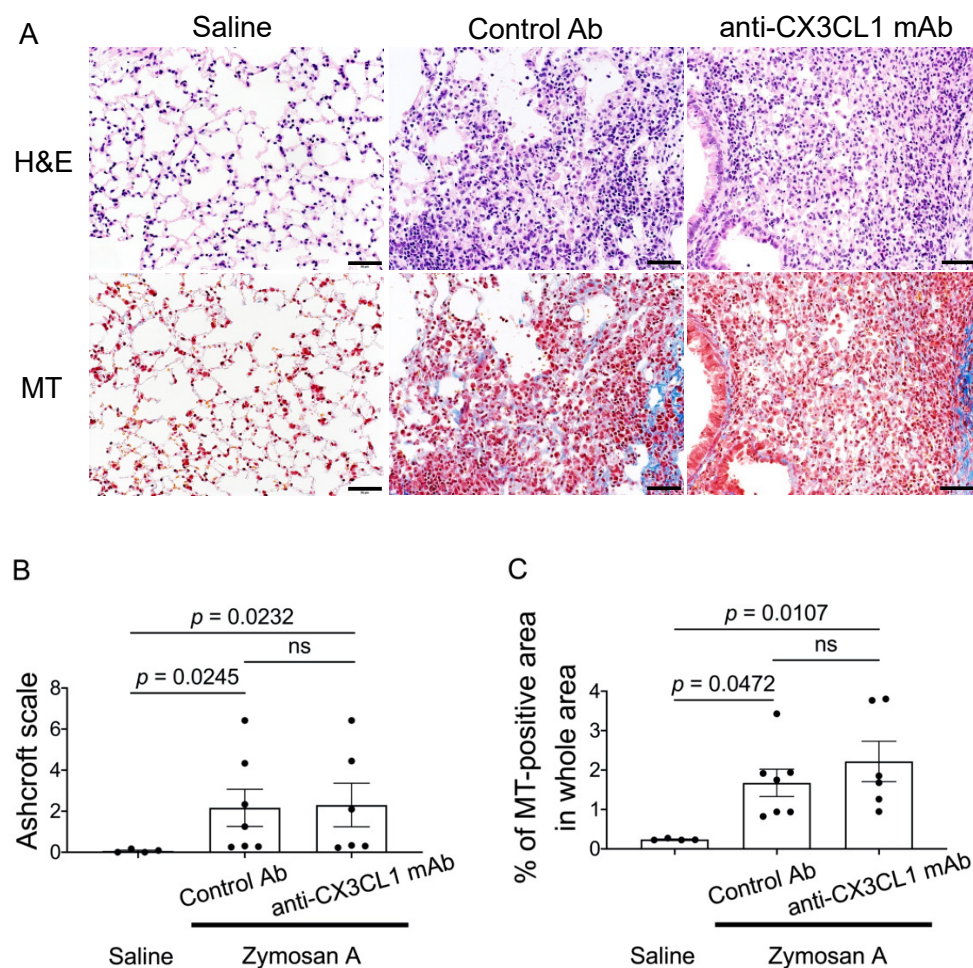 A
Saline
Control Ab
anti-CX3CL1 mAb
H&E
MT
B
p = 0.0232
ns
p = 0.0245
Ashcroft scale
8
6
4
2
0
Control Ab
anti-CX3CL1 mAb
Saline
Zymosan A
C
p = 0.0107
ns
p = 0.0472
% of MT-positive area
in whole area
4
3
2
1
0
Control Ab
anti-CX3CL1 mAb
Saline
Zymosan A